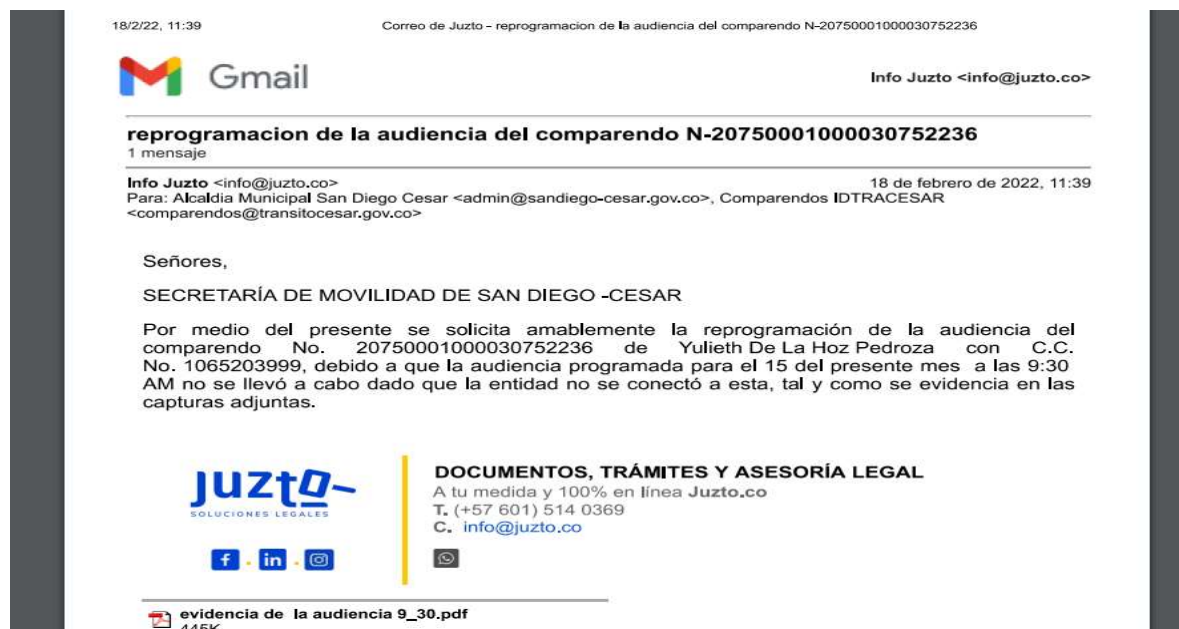 18/2/22, 11:39 Correo de Juzto - reprogramacion de la audiencia del comparendo N-20750001000030752236
Gmail Info Juzto <info@juzto.co>
reprogramacion de la audiencia del comparendo N-20750001000030752236
1 mensaje
Info Juzto <info@juzto.co> 18 de febrero de 2022, 11:39
Para: Alcaldia Municipal San Diego Cesar <admin@sandiego-cesar.gov.co>, Comparendos IDTRACESAR
<comparendos@transitocesar.gov.co>
Señores,
SECRETARÍA DE MOVILIDAD DE SAN DIEGO -CESAR
Por medio del presente se solicita amablemente la reprogramación de la audiencia del
comparendo No. 20750001000030752236 de Yulieth De La Hoz Pedroza con C.C.
No. 1065203999, debido a que la audiencia programada para el 15 del presente mes a las 9:30
AM no se llevó a cabo dado que la entidad no se conectó a esta, tal y como se evidencia en las
capturas adjuntas.
juzto
SOLUCIONES LEGALES
DOCUMENTOS, TRÁMITES Y ASESORÍA LEGAL
A tu medida y 100% en línea Juzto.co
T. (+57 601) 514 0369
C. info@juzto.co
evidencia de la audiencia 9_30.pdf
445K